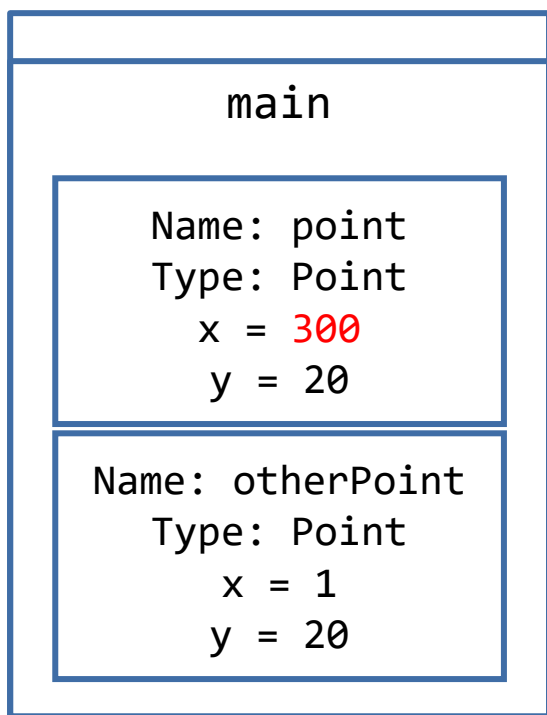 main
Name: point
Type: Point
x = 300
y = 20
Name: otherPoint
Type: Point
x = 1
y = 20